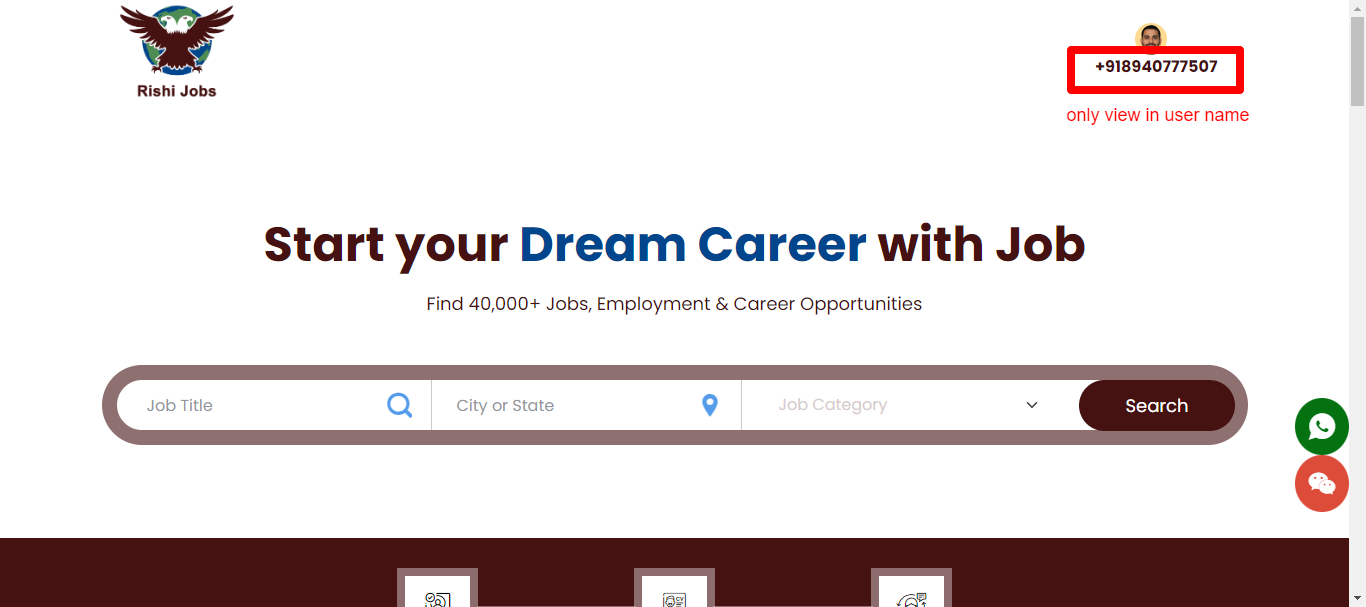 Rishi Jobs
+918940777507
only view in user name
Start your Dream Career with Job
Find 40,000+ Jobs, Employment & Career Opportunities
Job Title
City or State
Job Category
Search